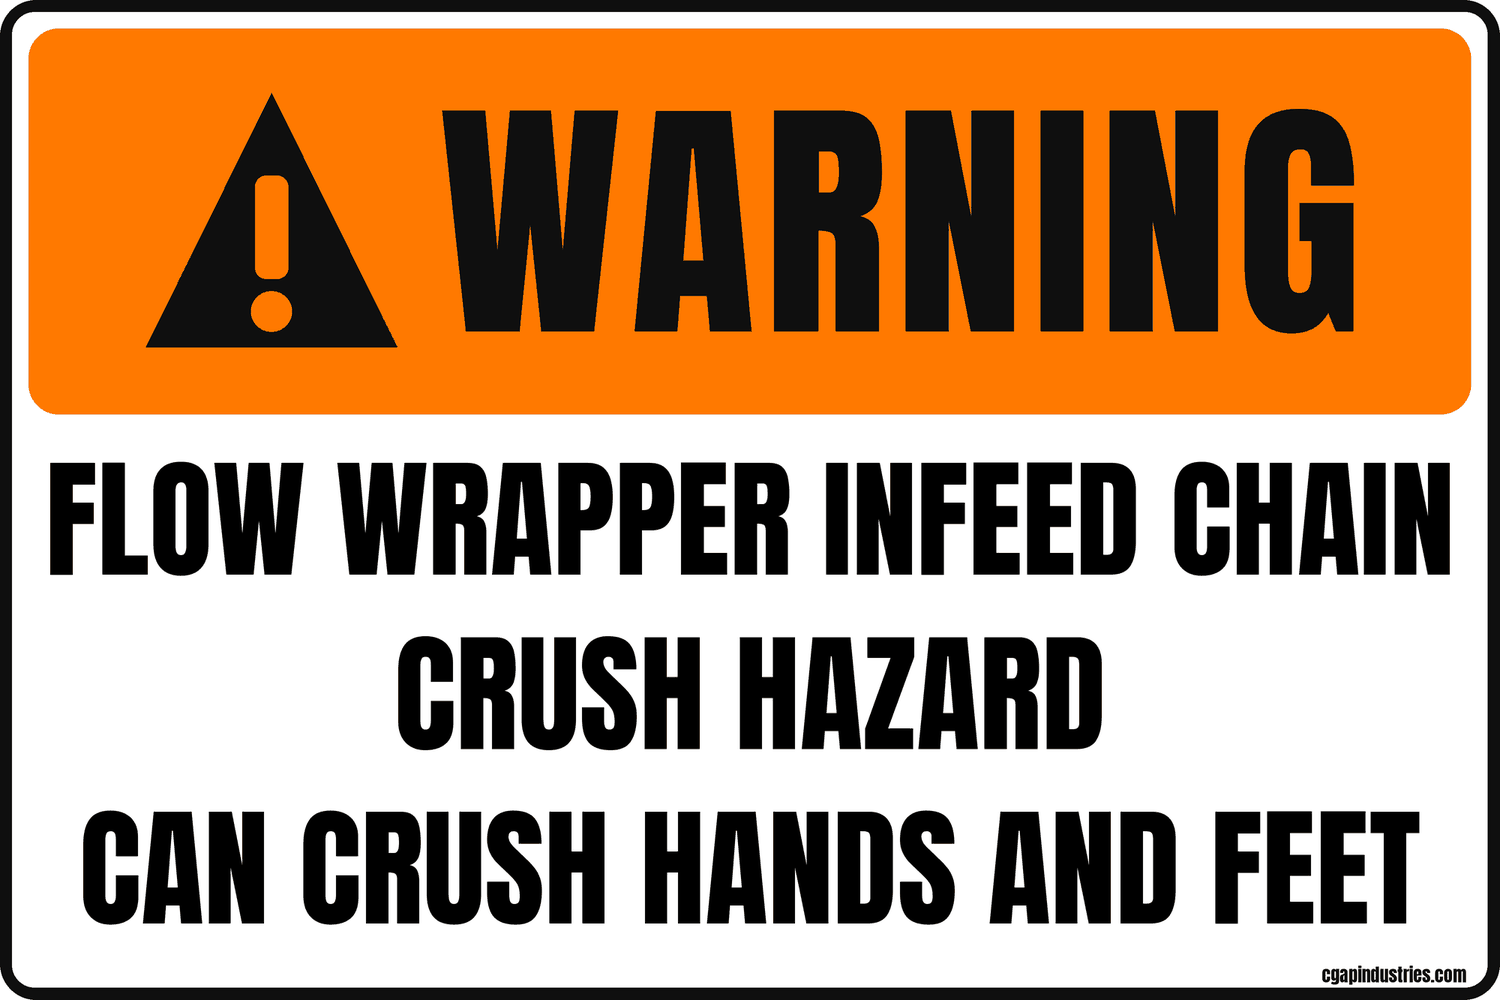 WARNING
FLOW WRAPPER INFEED CHAIN
CRUSH HAZARD
CAN CRUSH HANDS AND FEET
cgapindustries.com